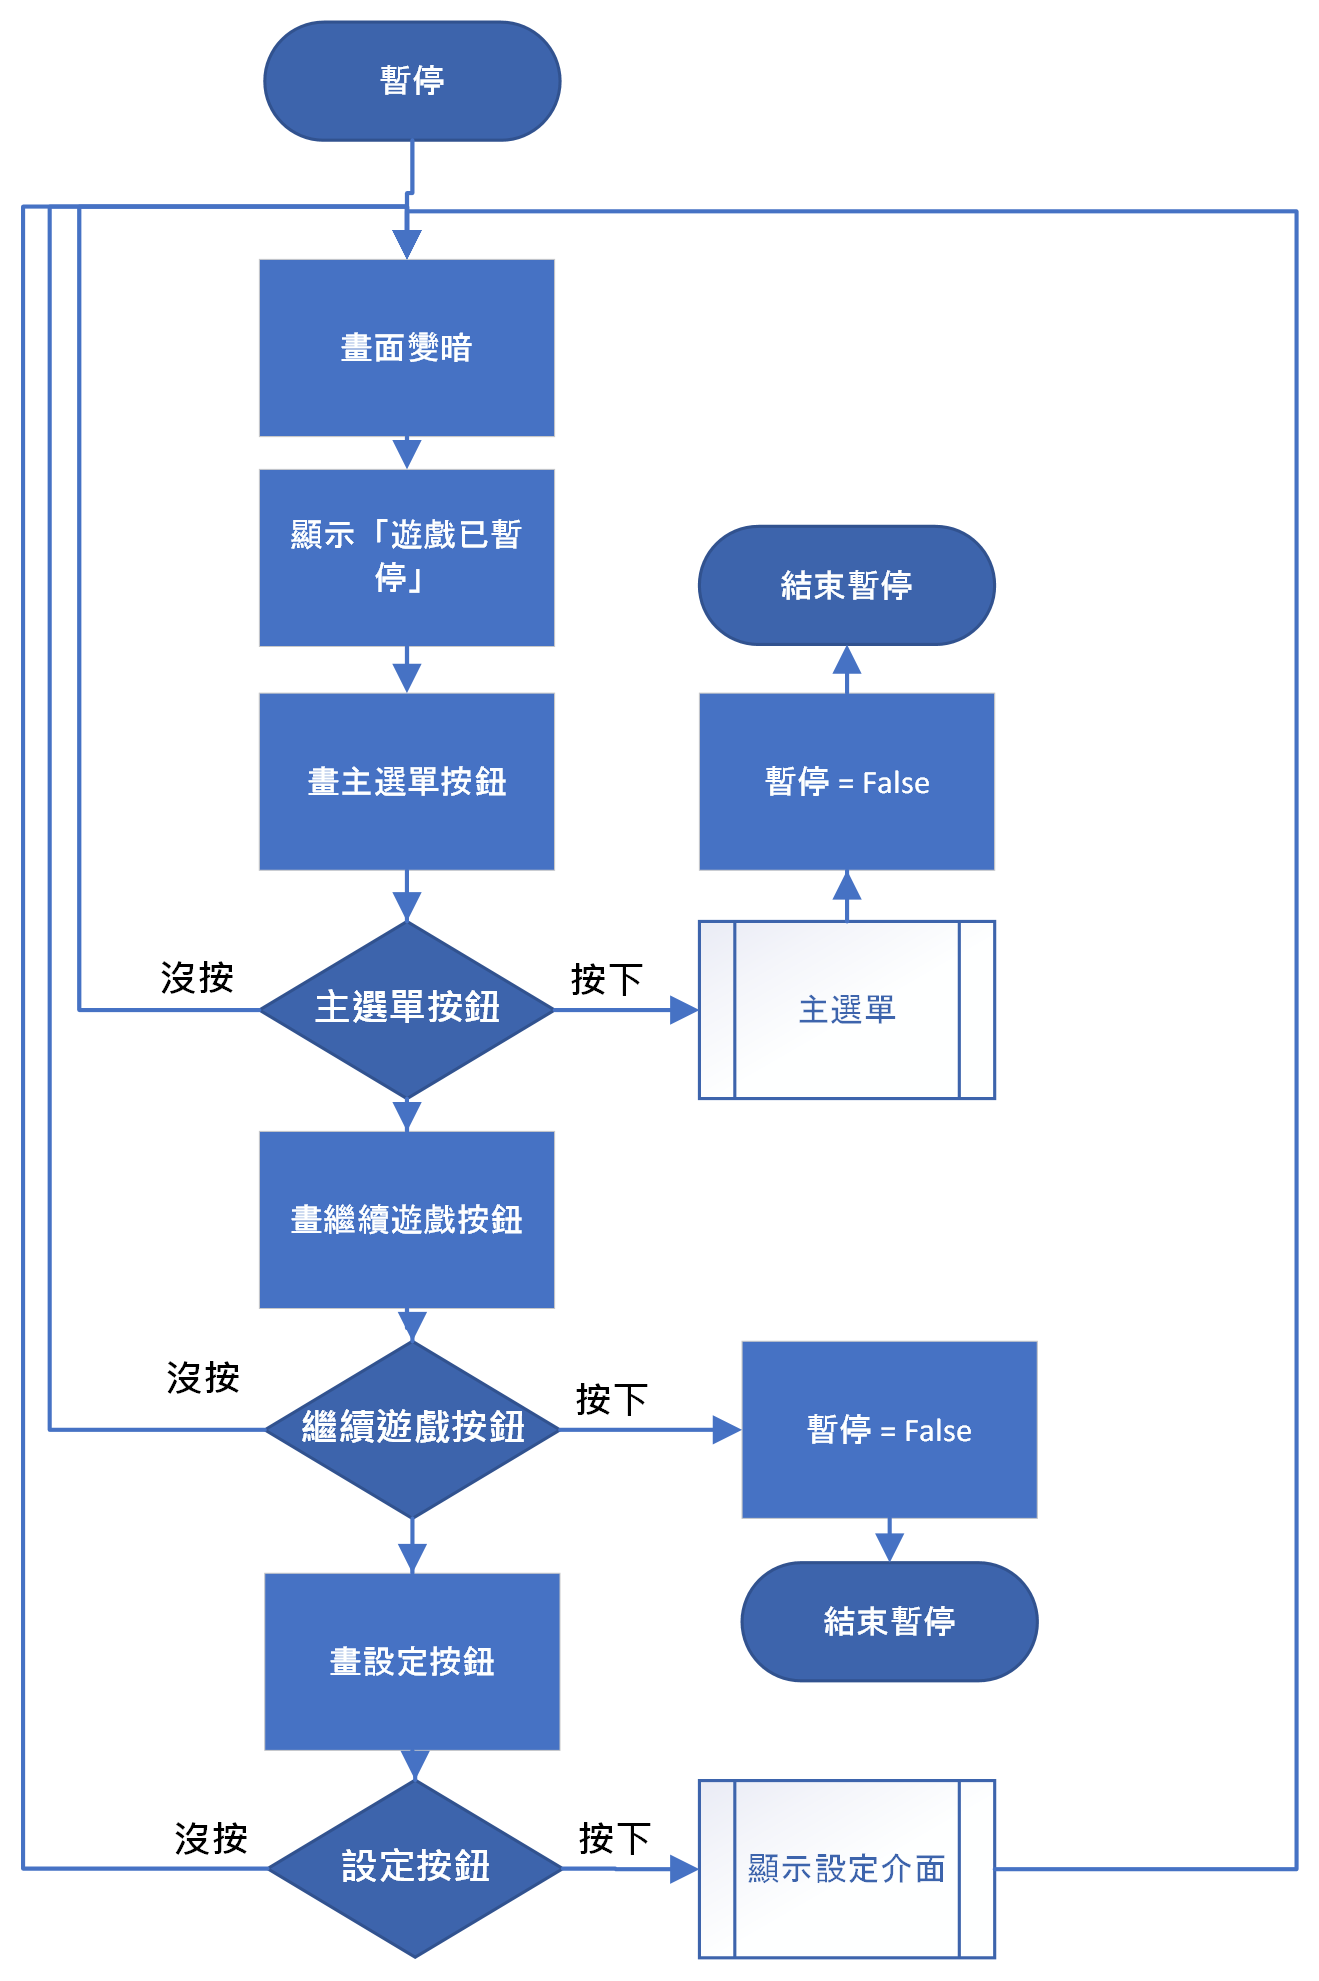 暫停
畫面變暗
顯示「遊戲已暫
停」
結束暫停
畫主選單按鈕
暫停 = False
沒按
主選單按鈕
按下
主選單
畫繼續遊戲按鈕
沒按
繼續遊戲按鈕
按下
暫停 = False
結束暫停
畫設定按鈕
沒按
設定按鈕
按下
顯示設定介面